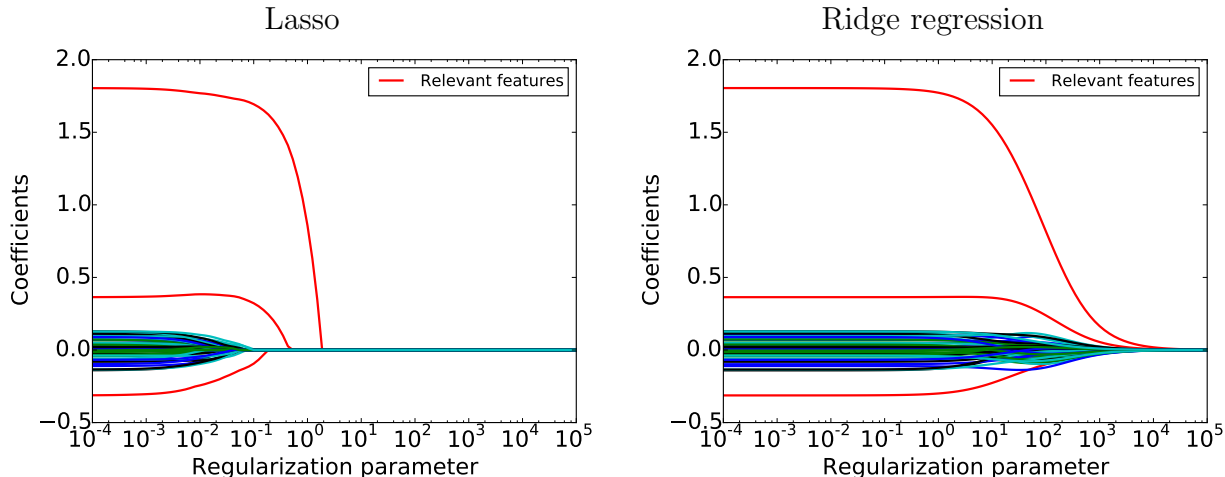 Lasso
2.0
1.5
1.0
0.5
0.0
−0.5
Coefficients
Relevant features
10^-4 10^-3 10^-2 10^-1 10^0 10^1 10^2 10^3 10^4 10^5
Regularization parameter
Ridge regression
2.0
1.5
1.0
0.5
0.0
−0.5
Coefficients
Relevant features
10^-4 10^-3 10^-2 10^-1 10^0 10^1 10^2 10^3 10^4 10^5
Regularization parameter